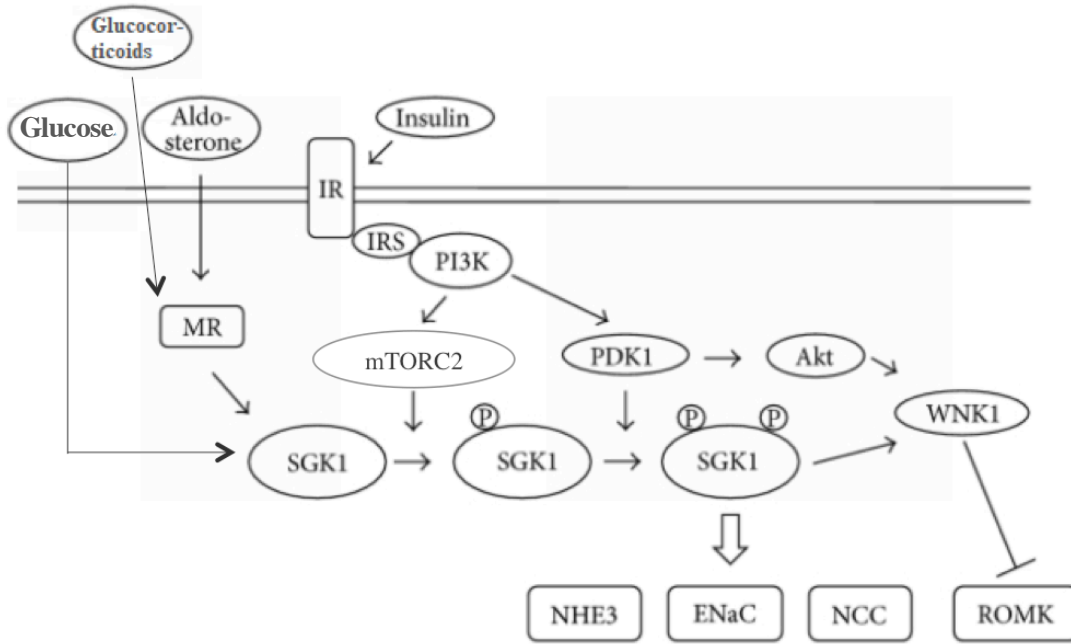 Glucocor-
ticoids
Glucose
Aldo-
sterone
Insulin
IR
IRS
PI3K
MR
mTORC2
PDK1
Akt
WNK1
P
P
P
SGK1
SGK1
SGK1
NHE3
ENaC
NCC
ROMK